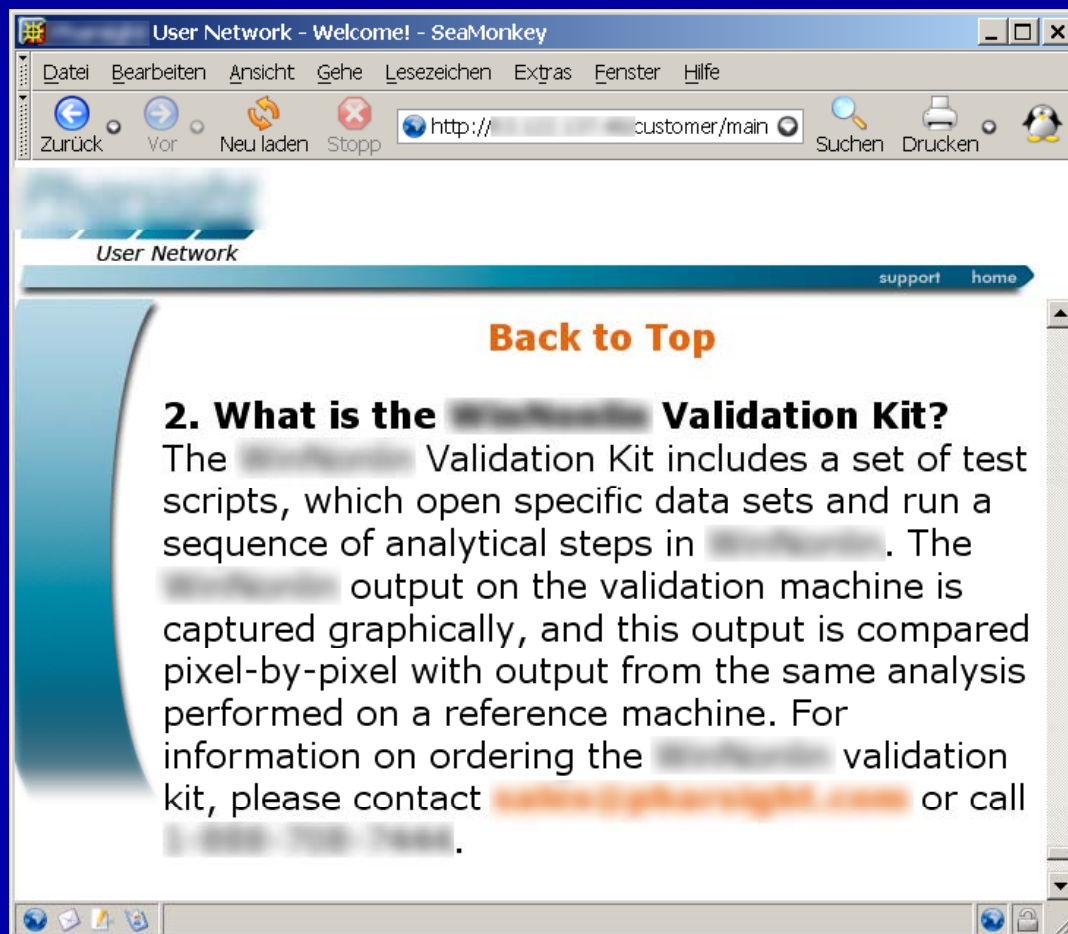 User Network - Welcome! - SeaMonkey
Datei Bearbeiten Ansicht Gehe Lesezeichen Extras Fenster Hilfe
http:// customer/main
Zurück Vor Neu laden Stopp Suchen Drucken
User Network
support home
Back to Top
2. What is the Validation Kit?
The Validation Kit includes a set of test
scripts, which open specific data sets and run a
sequence of analytical steps in . The
output on the validation machine is
captured graphically, and this output is compared
pixel-by-pixel with output from the same analysis
performed on a reference machine. For
information on ordering the validation
kit, please contact or call
.